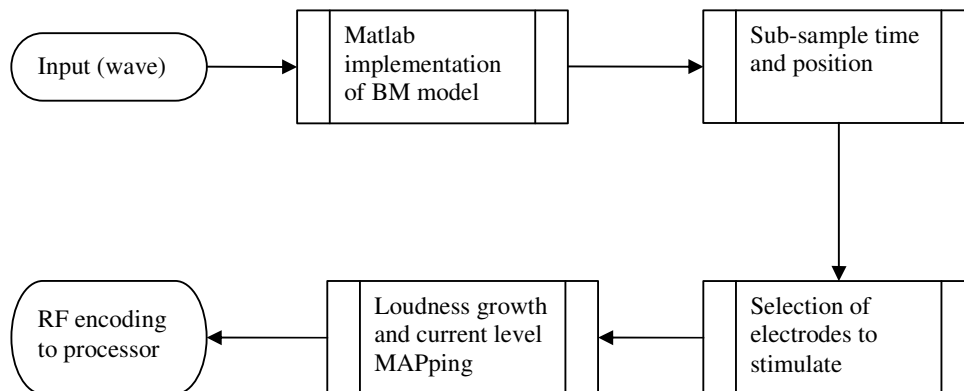 Input (wave)
Matlab
implementation
of BM model
Sub-sample time
and position
Selection of
electrodes to
stimulate
Loudness growth
and current level
MAPping
RF encoding
to processor